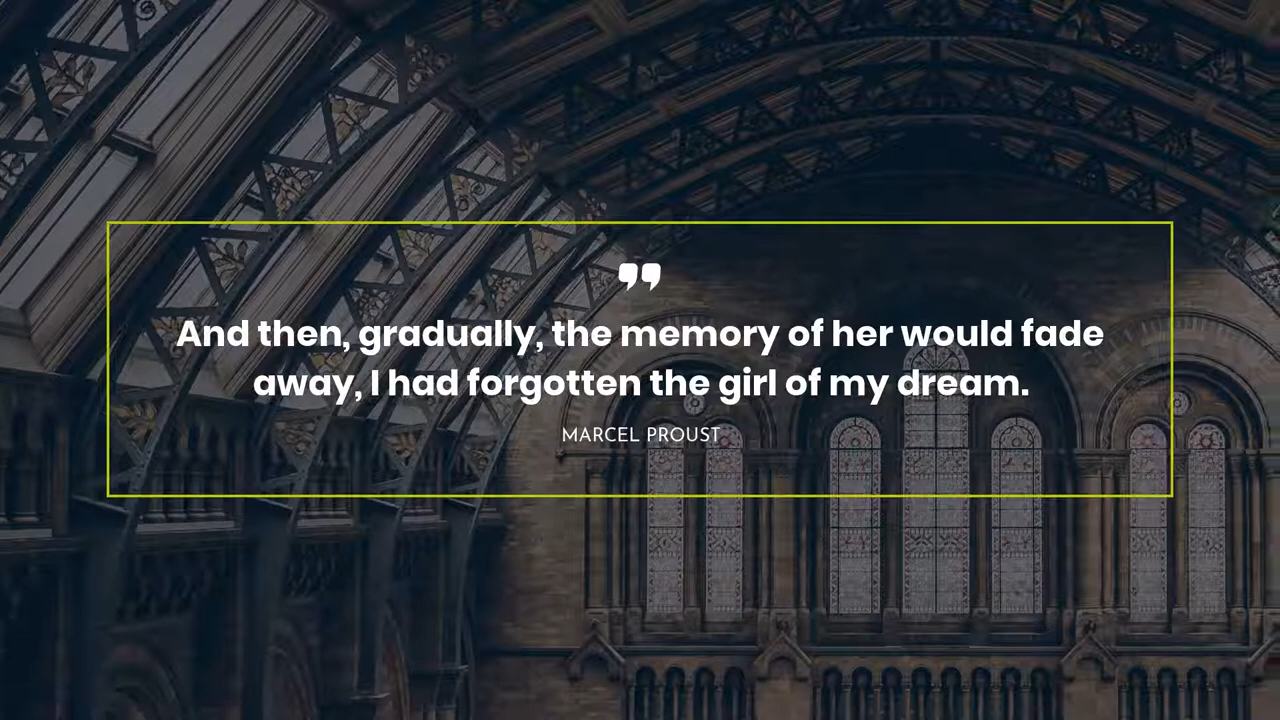 ❞
And then, gradually, the memory of her would fade
away, I had forgotten the girl of my dream.
MARCEL PROUST